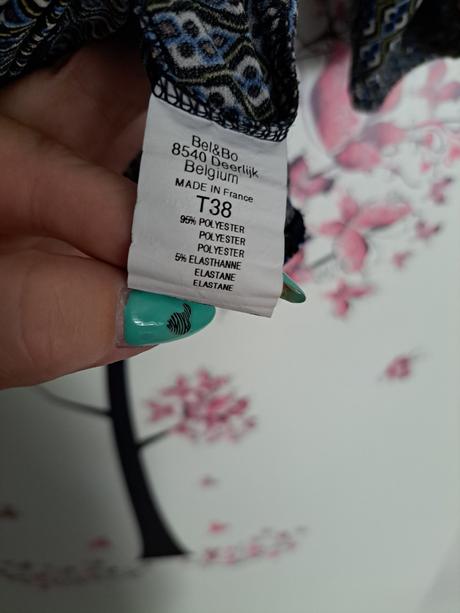 Bel&Bo
8540 Deerlijk
Belgium
MADE IN France
T38
95% POLYESTER
POLYESTER
POLYESTER
5% ELASTHANNE
ELASTANE
ELASTANE